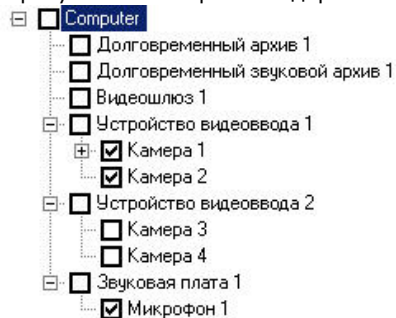 Computer
Долговременный архив 1
Долговременный звуковой архив 1
Видеошлюз 1
Устройство видеоввода 1
Камера 1
Камера 2
Устройство видеоввода 2
Камера 3
Камера 4
Звуковая плата 1
Микрофон 1